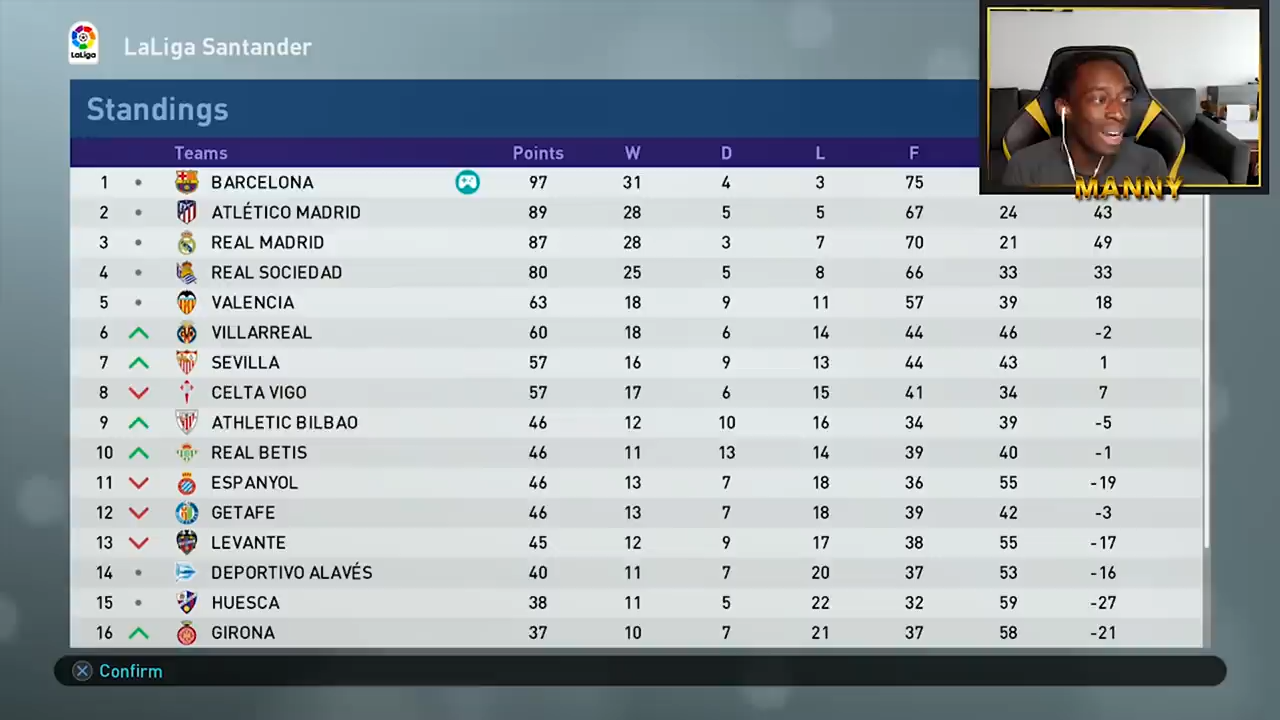 LaLiga
LaLiga Santander
Standings
Teams Points W D L F
1 BARCELONA 97 31 4 3 75
2 ATLÉTICO MADRID 89 28 5 5 67 24 43
3 REAL MADRID 87 28 3 7 70 21 49
4 REAL SOCIEDAD 80 25 5 8 66 33 33
5 VALENCIA 63 18 9 11 57 39 18
6 VILLARREAL 60 18 6 14 44 46 -2
7 SEVILLA 57 16 9 13 44 43 1
8 CELTA VIGO 57 17 6 15 41 34 7
9 ATHLETIC BILBAO 46 12 10 16 34 39 -5
10 REAL BETIS 46 11 13 14 39 40 -1
11 ESPANYOL 46 13 7 18 36 55 -19
12 GETAFE 46 13 7 18 39 42 -3
13 LEVANTE 45 12 9 17 38 55 -17
14 DEPORTIVO ALAVÉS 40 11 7 20 37 53 -16
15 HUESCA 38 11 5 22 32 59 -27
16 GIRONA 37 10 7 21 37 58 -21
Confirm
MANNY